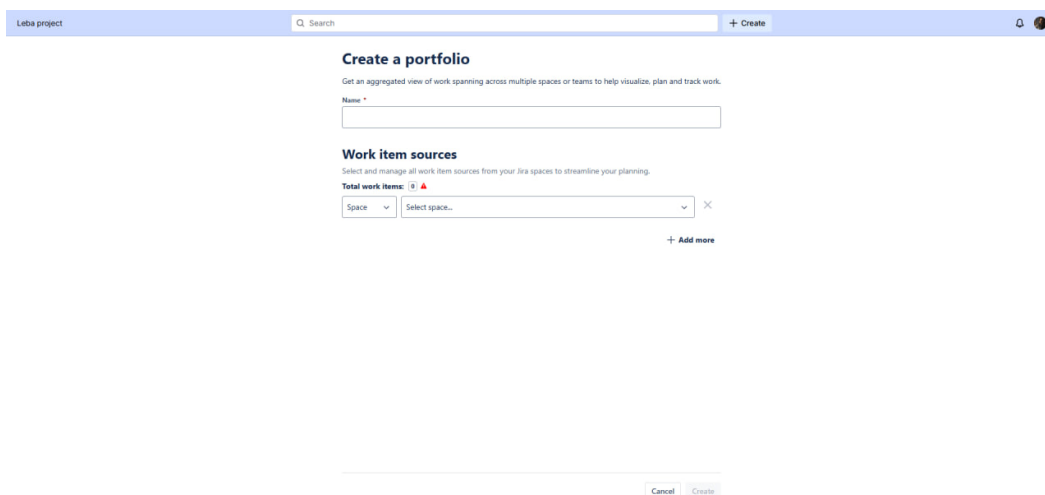 Leba project
Search
+ Create
Create a portfolio
Get an aggregated view of work spanning across multiple spaces or teams to help visualize, plan and track work.
Name *
Work item sources
Select and manage all work item sources from your Jira spaces to streamline your planning.
Total work items: 0
Space
Select space...
+ Add more
Cancel
Create